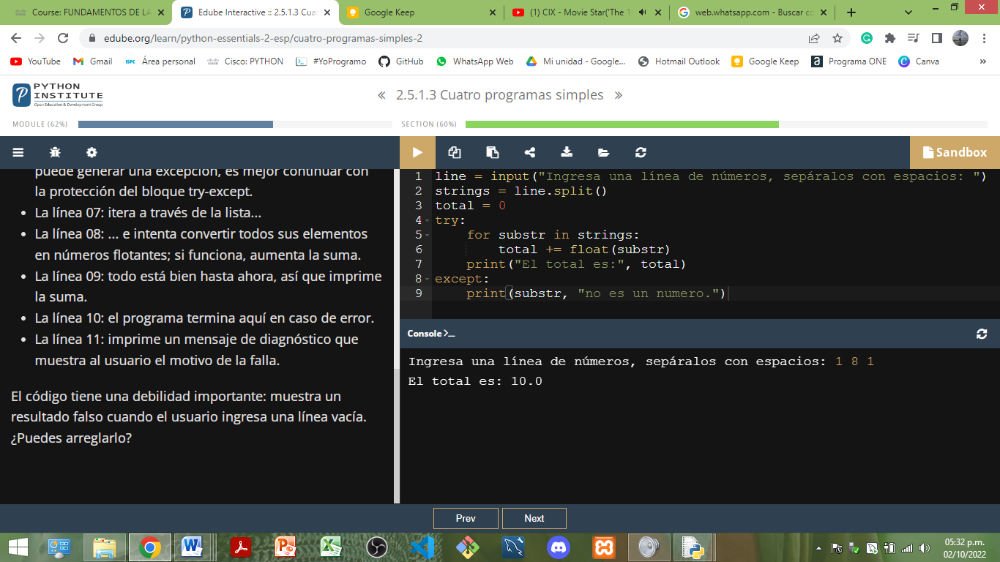 Course: FUNDAMENTOS DE LA
Edube Interactive :: 2.5.1.3 Cua
Google Keep
(1) CIX - Movie Star('The 1
web.whatsapp.com - Buscar co
edube.org/learn/python-essentials-2-esp/cuatro-programas-simples-2
YouTube
Gmail
Área personal
Cisco: PYTHON
#YoProgramo
GitHub
WhatsApp Web
Mi unidad - Google...
Hotmail Outlook
Google Keep
Programa ONE
Canva
PYTHON
INSTITUTE
Open Education & Development Group
« 2.5.1.3 Cuatro programas simples »
MODULE (62%)
SECTION (60%)
Sandbox
puede generar una excepción, es mejor continuar con
la protección del bloque try-except.
• La línea 07: itera a través de la lista...
• La línea 08: ... e intenta convertir todos sus elementos
en números flotantes; si funciona, aumenta la suma.
• La línea 09: todo está bien hasta ahora, así que imprime
la suma.
• La línea 10: el programa termina aquí en caso de error.
• La línea 11: imprime un mensaje de diagnóstico que
muestra al usuario el motivo de la falla.
El código tiene una debilidad importante: muestra un
resultado falso cuando el usuario ingresa una línea vacía.
¿Puedes arreglarlo?
1 line = input("Ingresa una línea de números, sepáralos con espacios: ")
2 strings = line.split()
3 total = 0
4 try:
5     for substr in strings:
6         total += float(substr)
7     print("El total es:", total)
8 except:
9     print(substr, "no es un numero.")
Console >_
Ingresa una línea de números, sepáralos con espacios: 1 8 1
El total es: 10.0
Prev
Next
05:32 p.m.
02/10/2022